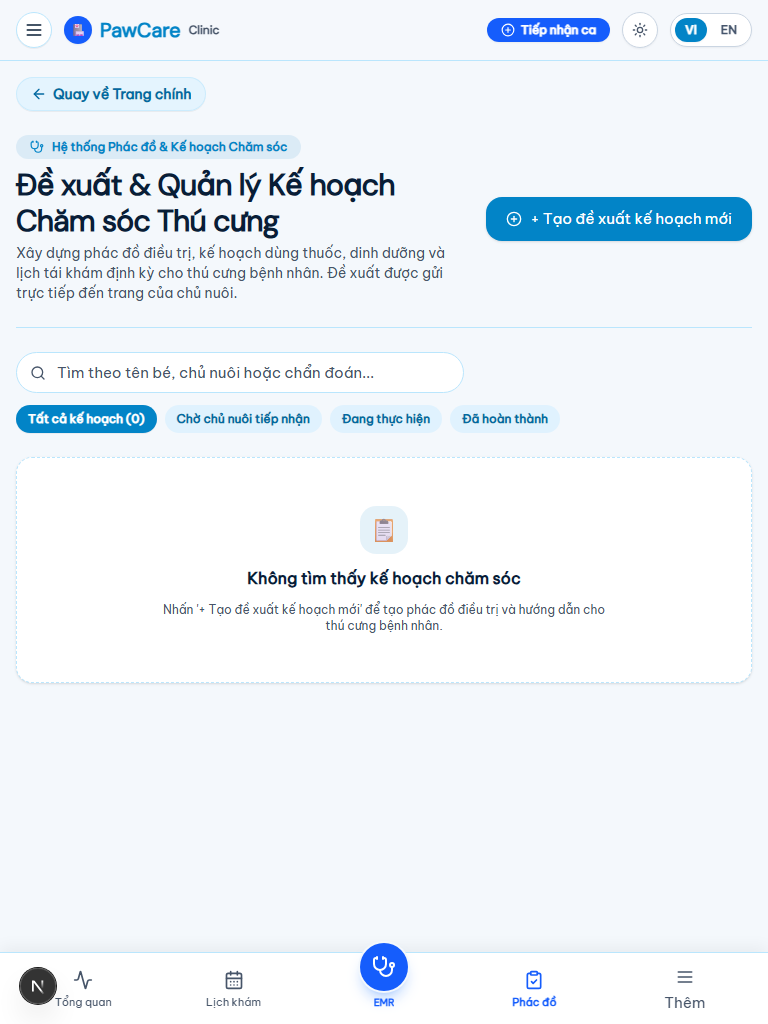 PawCare Clinic
Tiếp nhận ca
VI EN
Quay về Trang chính
Hệ thống Phác đồ & Kế hoạch Chăm sóc
Đề xuất & Quản lý Kế hoạch
Chăm sóc Thú cưng
+ Tạo đề xuất kế hoạch mới
Xây dựng phác đồ điều trị, kế hoạch dùng thuốc, dinh dưỡng và
lịch tái khám định kỳ cho thú cưng bệnh nhân. Đề xuất được gửi
trực tiếp đến trang của chủ nuôi.
Tìm theo tên bé, chủ nuôi hoặc chẩn đoán...
Tất cả kế hoạch (0) Chờ chủ nuôi tiếp nhận Đang thực hiện Đã hoàn thành
Không tìm thấy kế hoạch chăm sóc
Nhấn '+ Tạo đề xuất kế hoạch mới' để tạo phác đồ điều trị và hướng dẫn cho
thú cưng bệnh nhân.
N
Tổng quan Lịch khám EMR Phác đồ Thêm